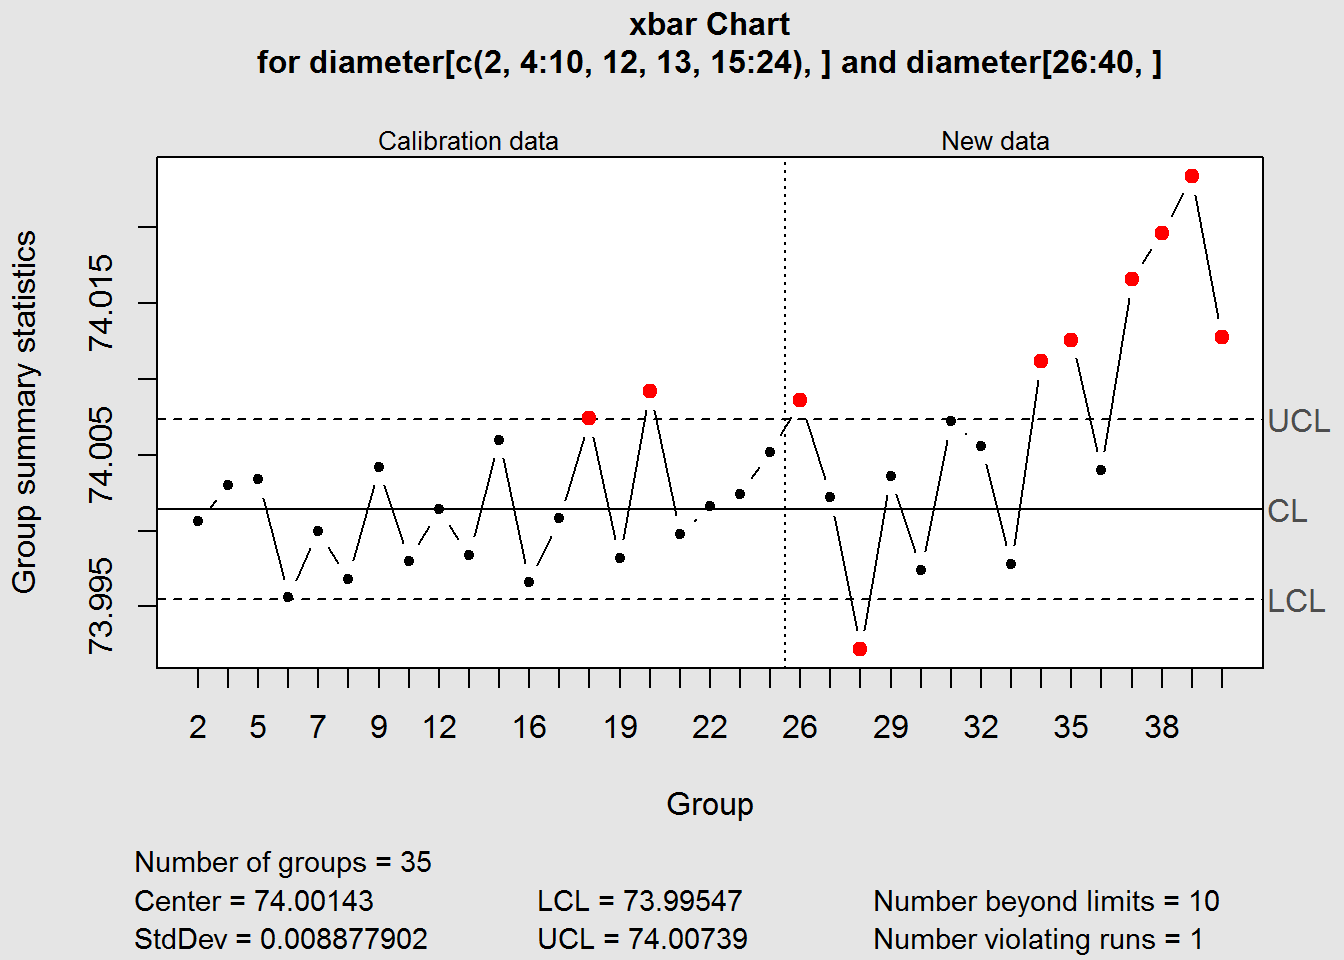 xbar Chart
for diameter[c(2, 4:10, 12, 13, 15:24), ] and diameter[26:40, ]
Calibration data New data
Group summary statistics
74.015
74.005
73.995
UCL
CL
LCL
2 5 7 9 12 16 19 22 26 29 32 35 38
Group
Number of groups = 35
Center = 74.00143 LCL = 73.99547 Number beyond limits = 10
StdDev = 0.008877902 UCL = 74.00739 Number violating runs = 1